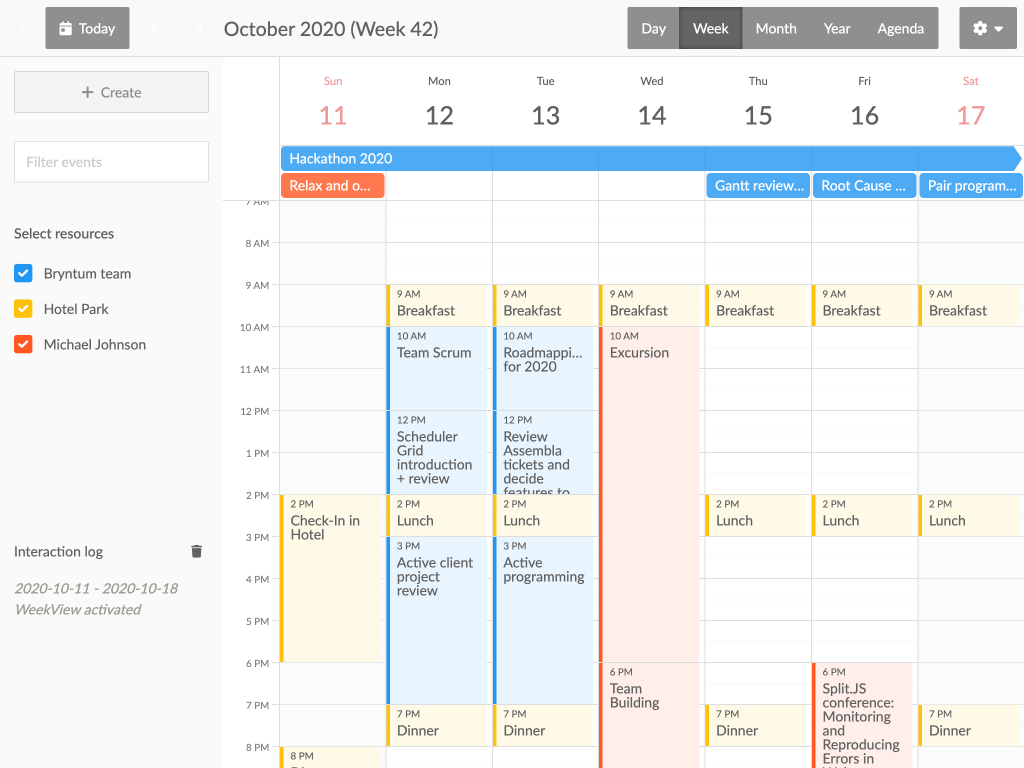 Today
October 2020 (Week 42)
Day
Week
Month
Year
Agenda
Create
Filter events
Select resources
Bryntum team
Hotel Park
Michael Johnson
Interaction log
2020-10-11 - 2020-10-18
WeekView activated
Sun
11
Mon
12
Tue
13
Wed
14
Thu
15
Fri
16
Sat
17
Hackathon 2020
Relax and o...
Gantt review...
Root Cause ...
Pair program...
7 AM
8 AM
9 AM
10 AM
11 AM
12 PM
1 PM
2 PM
3 PM
4 PM
5 PM
6 PM
7 PM
8 PM
2 PM
Check-In in
Hotel
8 PM
9 AM
Breakfast
10 AM
Team Scrum
12 PM
Scheduler
Grid
introduction
+ review
2 PM
Lunch
3 PM
Active client
project
review
7 PM
Dinner
9 AM
Breakfast
10 AM
Roadmappi...
for 2020
12 PM
Review
Assembla
tickets and
decide
features to
2 PM
Lunch
3 PM
Active
programming
7 PM
Dinner
9 AM
Breakfast
10 AM
Excursion
6 PM
Team
Building
9 AM
Breakfast
2 PM
Lunch
7 PM
Dinner
9 AM
Breakfast
2 PM
Lunch
6 PM
Split.JS
conference:
Monitoring
and
Reproducing
Errors in
9 AM
Breakfast
2 PM
Lunch
7 PM
Dinner